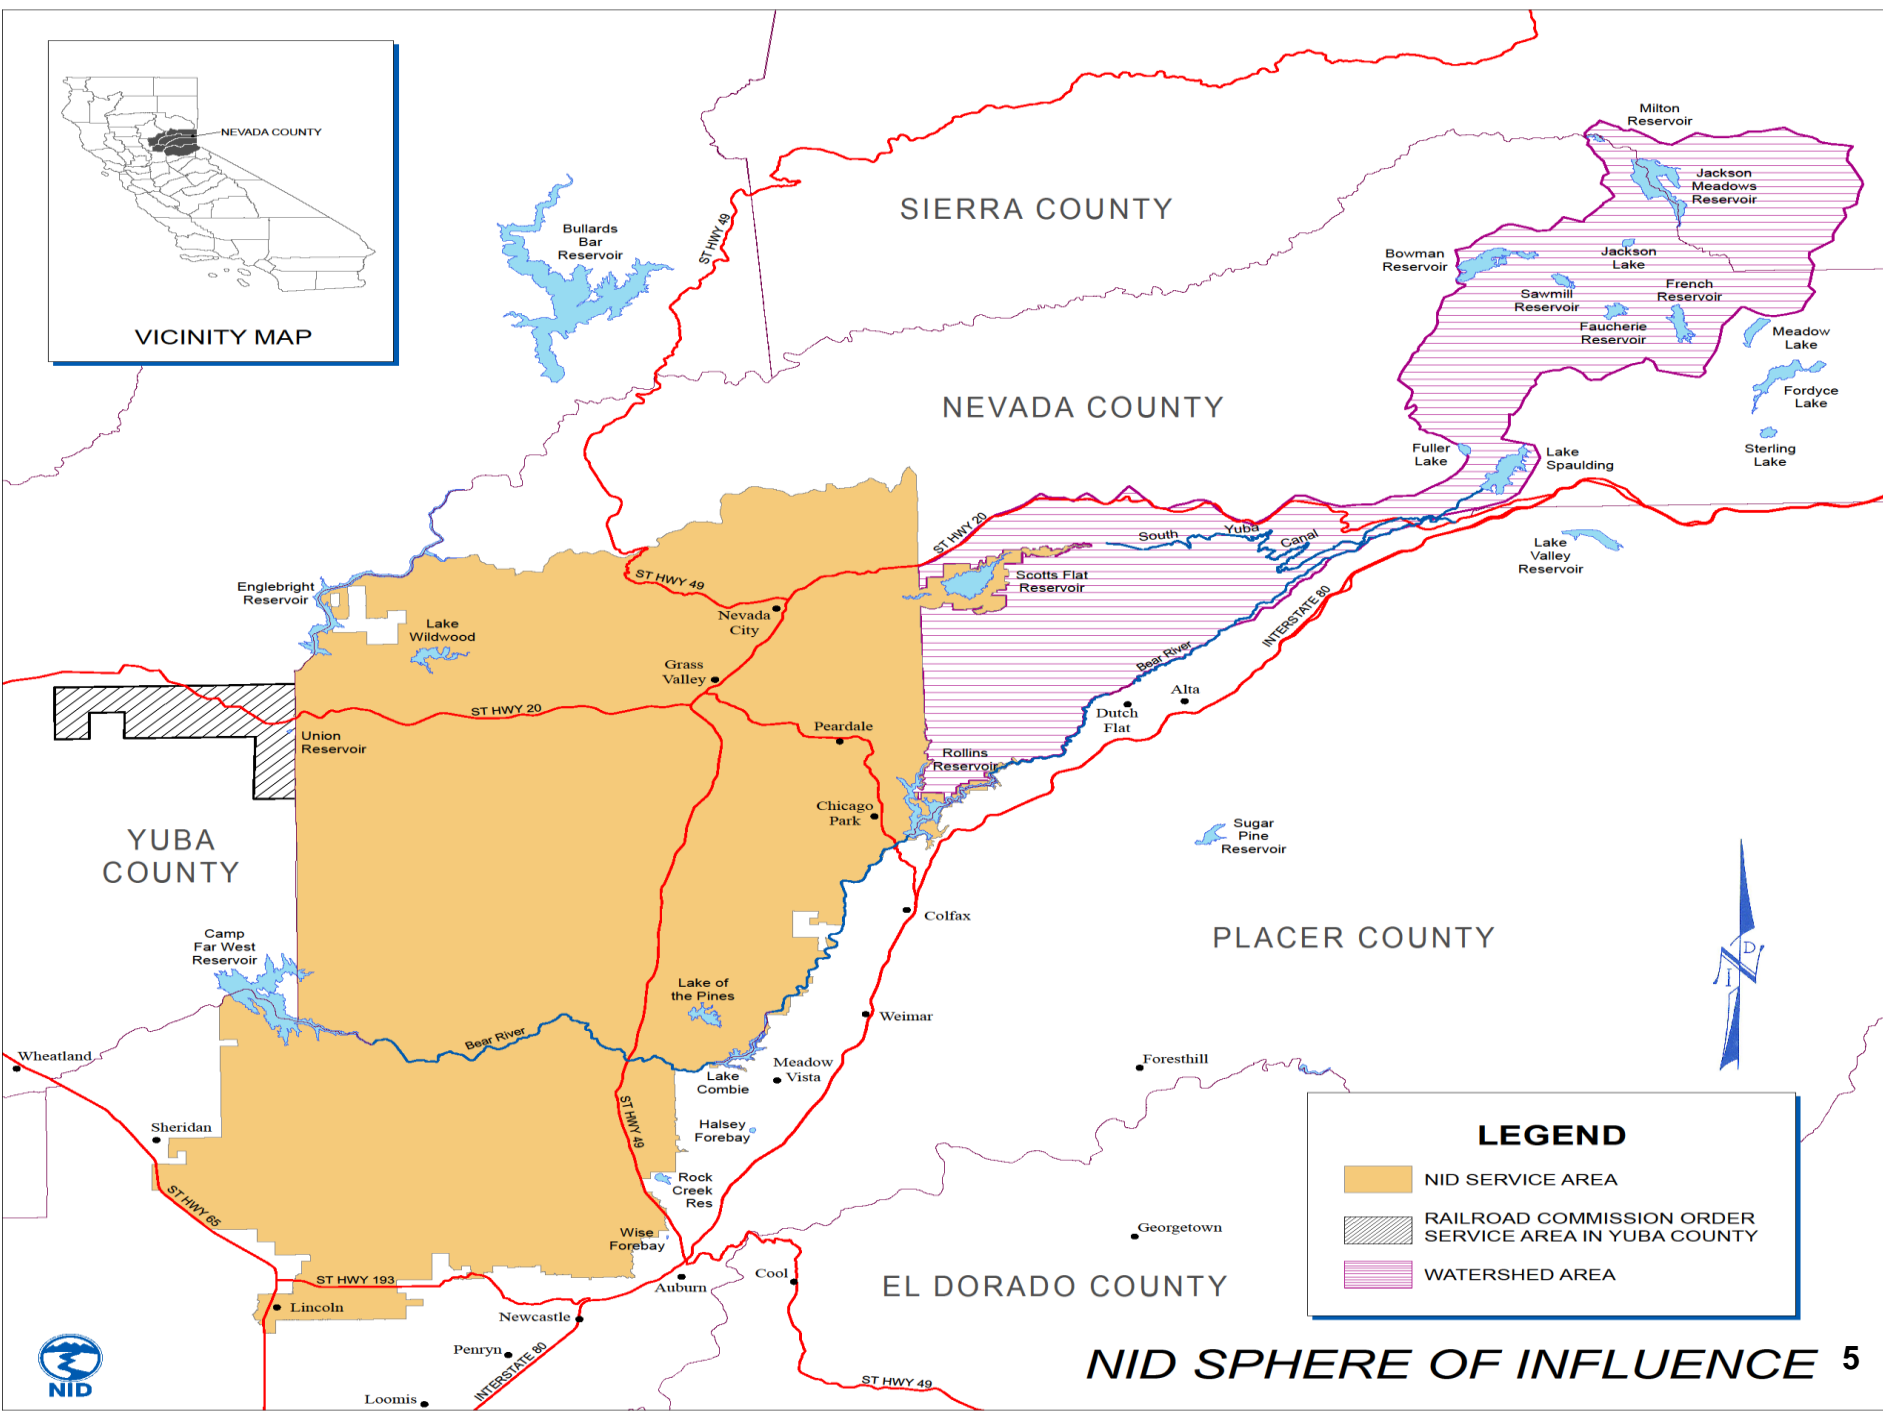 NEVADA COUNTY
VICINITY MAP
SIERRA COUNTY
NEVADA COUNTY
YUBA
COUNTY
PLACER COUNTY
EL DORADO COUNTY
Milton
Reservoir
Jackson
Meadows
Reservoir
Bullards
Bar
Reservoir
ST HWY 49
Bowman
Reservoir
Jackson
Lake
Sawmill
Reservoir
French
Reservoir
Faucherie
Reservoir
Meadow
Lake
Fordyce
Lake
Sterling
Lake
Fuller
Lake
Lake
Spaulding
Lake
Valley
Reservoir
ST HWY 20
South
Yuba
Canal
Scotts Flat
Reservoir
INTERSTATE 80
Bear River
Englebright
Reservoir
Lake
Wildwood
ST HWY 49
Nevada
City
Grass
Valley
ST HWY 20
Union
Reservoir
Peardale
Alta
Dutch
Flat
Rollins
Reservoir
Chicago
Park
Sugar
Pine
Reservoir
Colfax
Camp
Far West
Reservoir
Lake of
the Pines
Weimar
Bear River
Wheatland
Lake
Combie
Meadow
Vista
Foresthill
Sheridan
ST HWY 49
Halsey
Forebay
Rock
Creek
Res
ST HWY 65
Wise
Forebay
Georgetown
ST HWY 193
Auburn
Cool
Lincoln
Newcastle
Penryn
INTERSTATE 80
Loomis
ST HWY 49
N
I
D
LEGEND
NID SERVICE AREA
RAILROAD COMMISSION ORDER
SERVICE AREA IN YUBA COUNTY
WATERSHED AREA
NID
NID SPHERE OF INFLUENCE 5